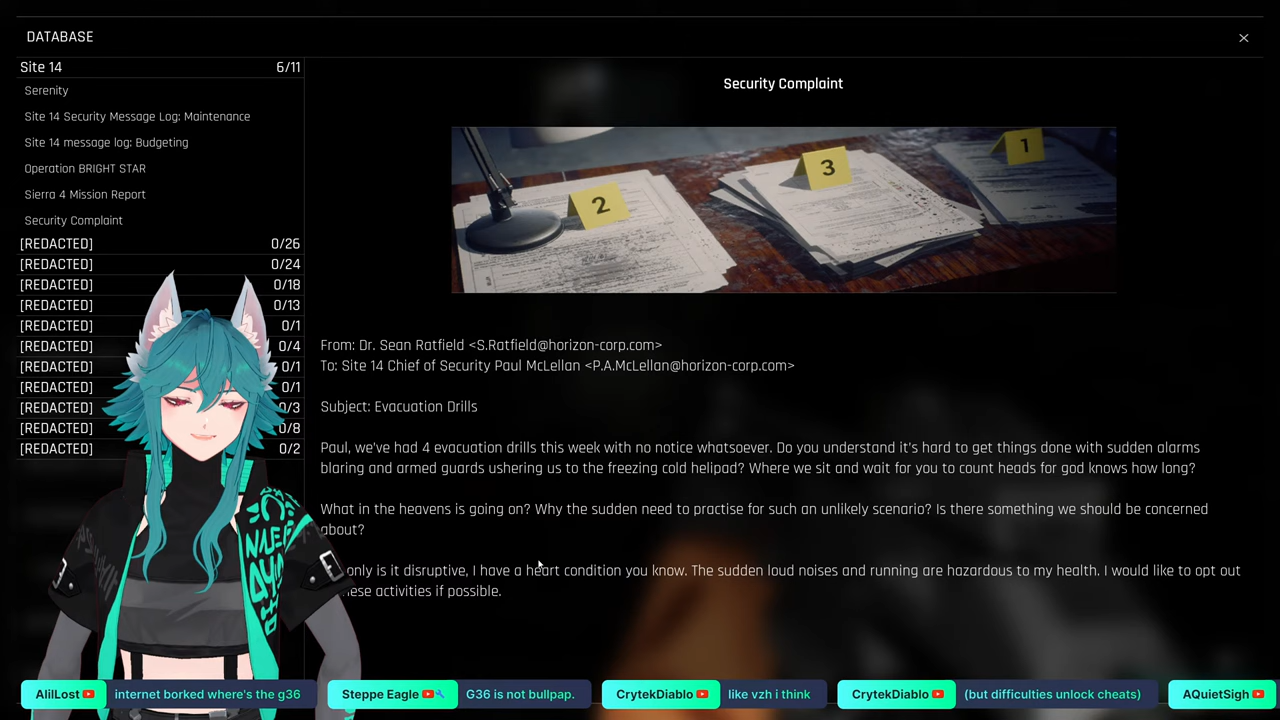 DATABASE
Site 14 6/11
Serenity
Site 14 Security Message Log: Maintenance
Site 14 message log: Budgeting
Operation BRIGHT STAR
Sierra 4 Mission Report
Security Complaint
[REDACTED] 0/26
[REDACTED] 0/24
[REDACTED] 0/18
[REDACTED] 0/13
[REDACTED] 0/1
[REDACTED] 0/4
[REDACTED] 0/1
[REDACTED] 0/1
[REDACTED] 0/3
[REDACTED] 0/8
[REDACTED] 0/2
Security Complaint
2
3
1
From: Dr. Sean Ratfield <S.Ratfield@horizon-corp.com>
To: Site 14 Chief of Security Paul McLellan <P.A.McLellan@horizon-corp.com>
Subject: Evacuation Drills
Paul, we've had 4 evacuation drills this week with no notice whatsoever. Do you understand it's hard to get things done with sudden alarms
blaring and armed guards ushering us to the freezing cold helipad? Where we sit and wait for you to count heads for god knows how long?
What in the heavens is going on? Why the sudden need to practise for such an unlikely scenario? Is there something we should be concerned
about?
only is it disruptive, I have a heart condition you know. The sudden loud noises and running are hazardous to my health. I would like to opt out
activities if possible.
AlilLost internet borked where's the g36
Steppe Eagle G36 is not bullpap.
CrytekDiablo like vzh i think
CrytekDiablo (but difficulties unlock cheats)
AQuietSigh